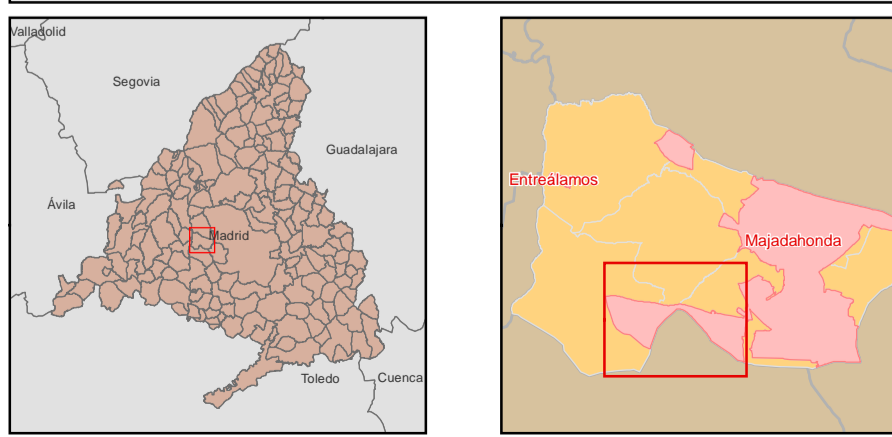 Valladolid
Segovia
Guadalajara
Ávila
Madrid
Toledo
Cuenca
Entreálamos
Majadahonda